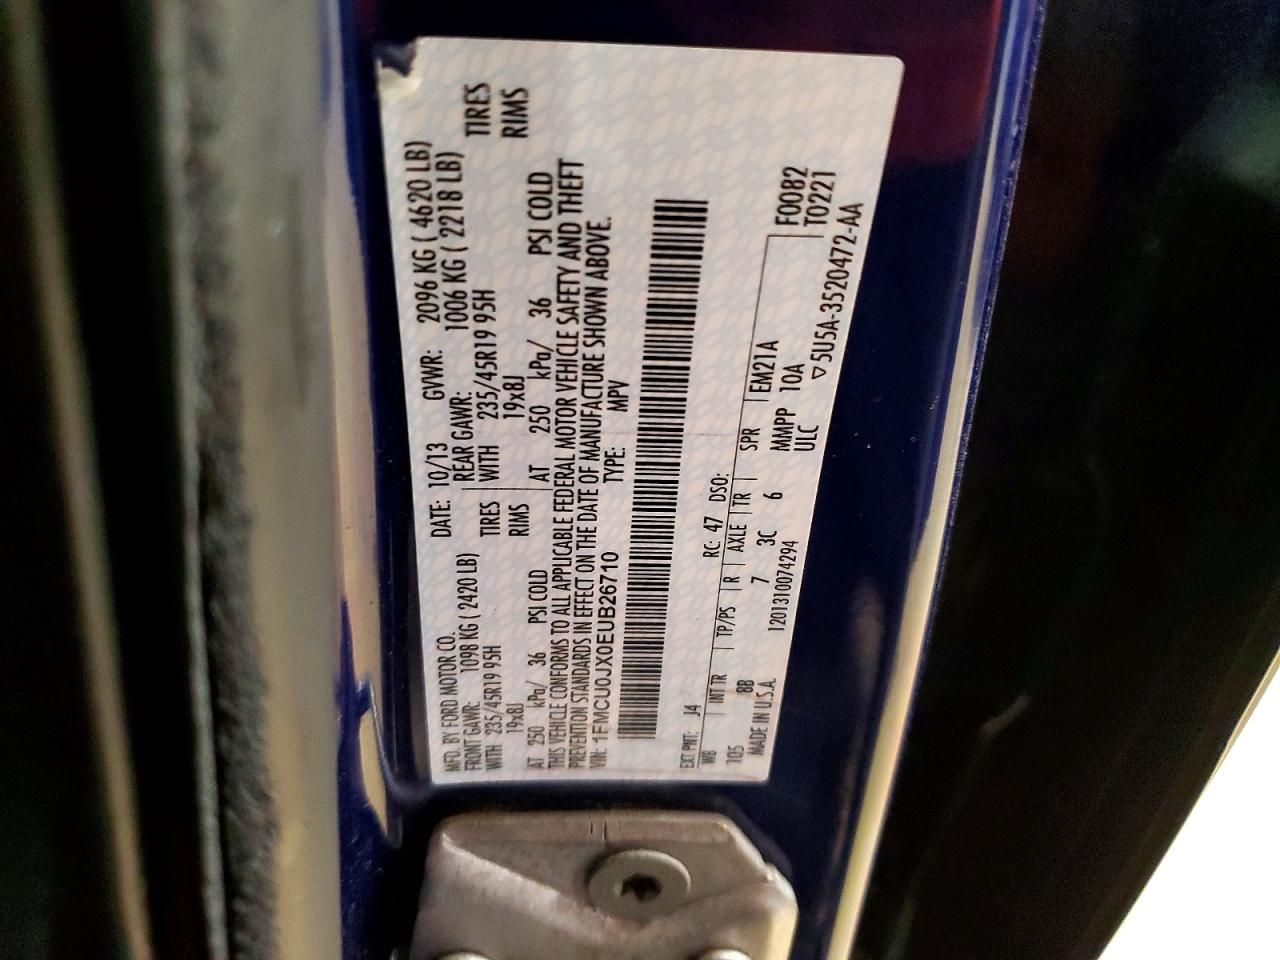 MFD. BY FORD MOTOR CO. DATE: 10/13 GVWR: 2096 KG ( 4620 LB)
FRONT GAWR: 1098 KG ( 2420 LB) REAR GAWR: 1006 KG ( 2218 LB)
WITH 235/45R19 95H TIRES WITH 235/45R19 95H TIRES
19x8J RIMS 19x8J RIMS
AT 250 kPa/ 36 PSI COLD AT 250 kPa/ 36 PSI COLD
THIS VEHICLE CONFORMS TO ALL APPLICABLE FEDERAL MOTOR VEHICLE SAFETY AND THEFT
PREVENTION STANDARDS IN EFFECT ON THE DATE OF MANUFACTURE SHOWN ABOVE.
VIN: 1FMCU0JX0EUB26710 TYPE: MPV
EXT PNT: J4 RC: 47 DSO: F0082
WB INT TR TP/PS R AXLE TR SPR EM21A T0221
105 8B 7 3C 6 MMPP 10A
MADE IN U.S.A. 1201310074294 ULC ▽5U5A-3520472-AA